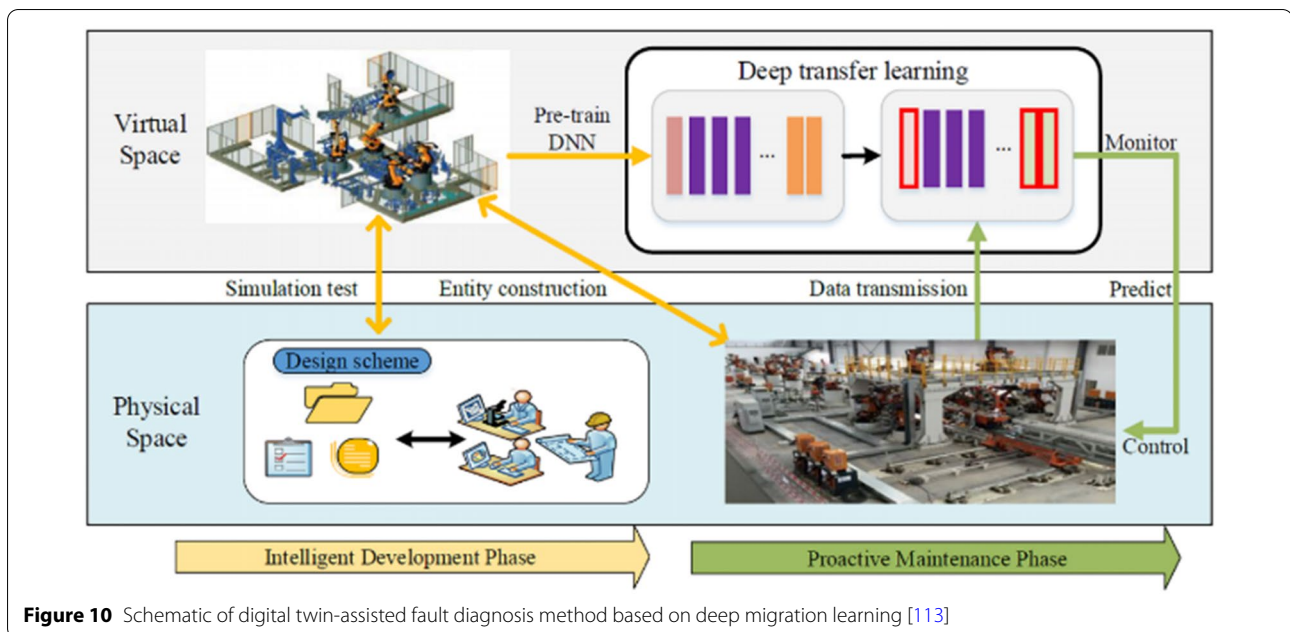 Virtual
Space
Pre-train
DNN
Deep transfer learning
...
...
Monitor
Simulation test
Entity construction
Data transmission
Predict
Physical
Space
Design scheme
Control
Intelligent Development Phase
Proactive Maintenance Phase
Figure 10 Schematic of digital twin-assisted fault diagnosis method based on deep migration learning [113]